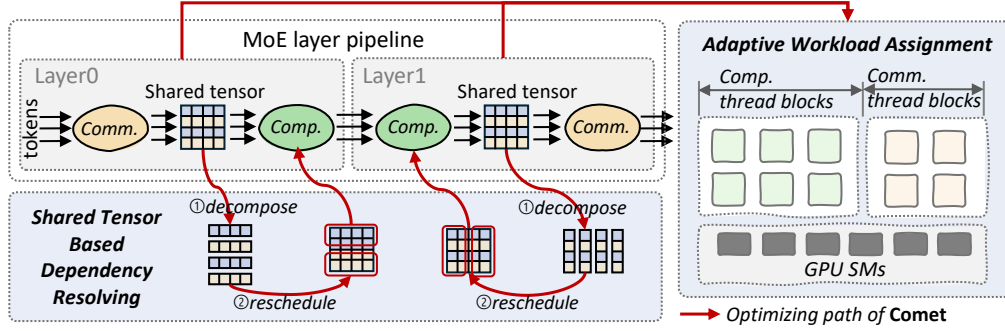 MoE layer pipeline
Layer0
Layer1
Shared tensor
Shared tensor
tokens
Comm.
Comp.
Comp.
Comm.
Shared Tensor
Based
Dependency
Resolving
①decompose
②reschedule
①decompose
②reschedule
Adaptive Workload Assignment
Comp.
thread blocks
Comm.
thread blocks
GPU SMs
Optimizing path of Comet